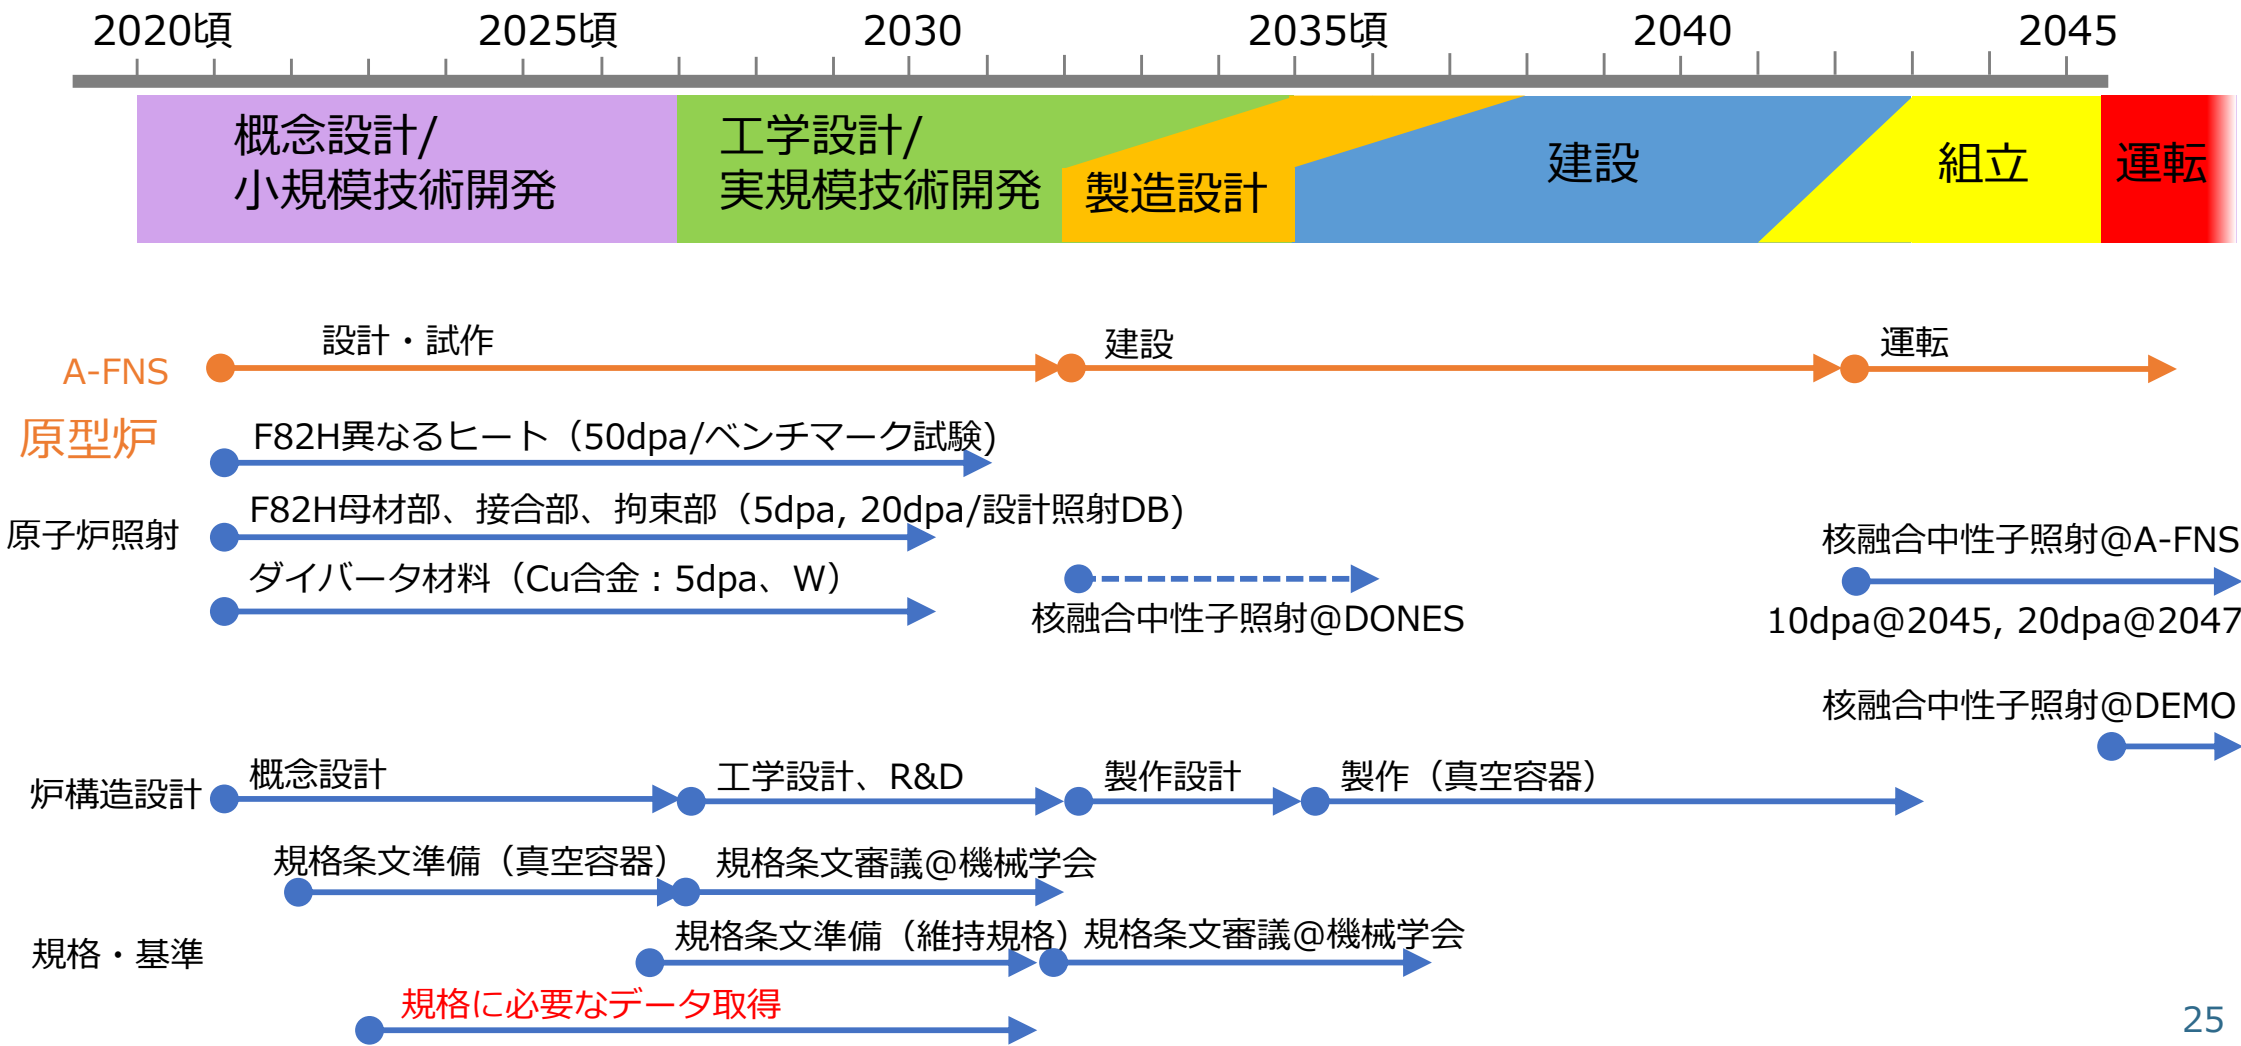 2020頃
2025頃
2030
2035頃
2040
2045
概念設計/
小規模技術開発
工学設計/
実規模技術開発
製造設計
建設
組立
運転
A-FNS
設計・試作
建設
運転
原型炉
F82H異なるヒート（50dpa/ベンチマーク試験)
原子炉照射
F82H母材部、接合部、拘束部（5dpa, 20dpa/設計照射DB)
ダイバータ材料（Cu合金：5dpa、W）
核融合中性子照射@DONES
核融合中性子照射@A-FNS
10dpa@2045, 20dpa@2047
核融合中性子照射@DEMO
炉構造設計
概念設計
工学設計、R&D
製作設計
製作（真空容器）
規格条文準備（真空容器）
規格条文審議@機械学会
規格・基準
規格条文準備（維持規格）
規格条文審議@機械学会
規格に必要なデータ取得
25